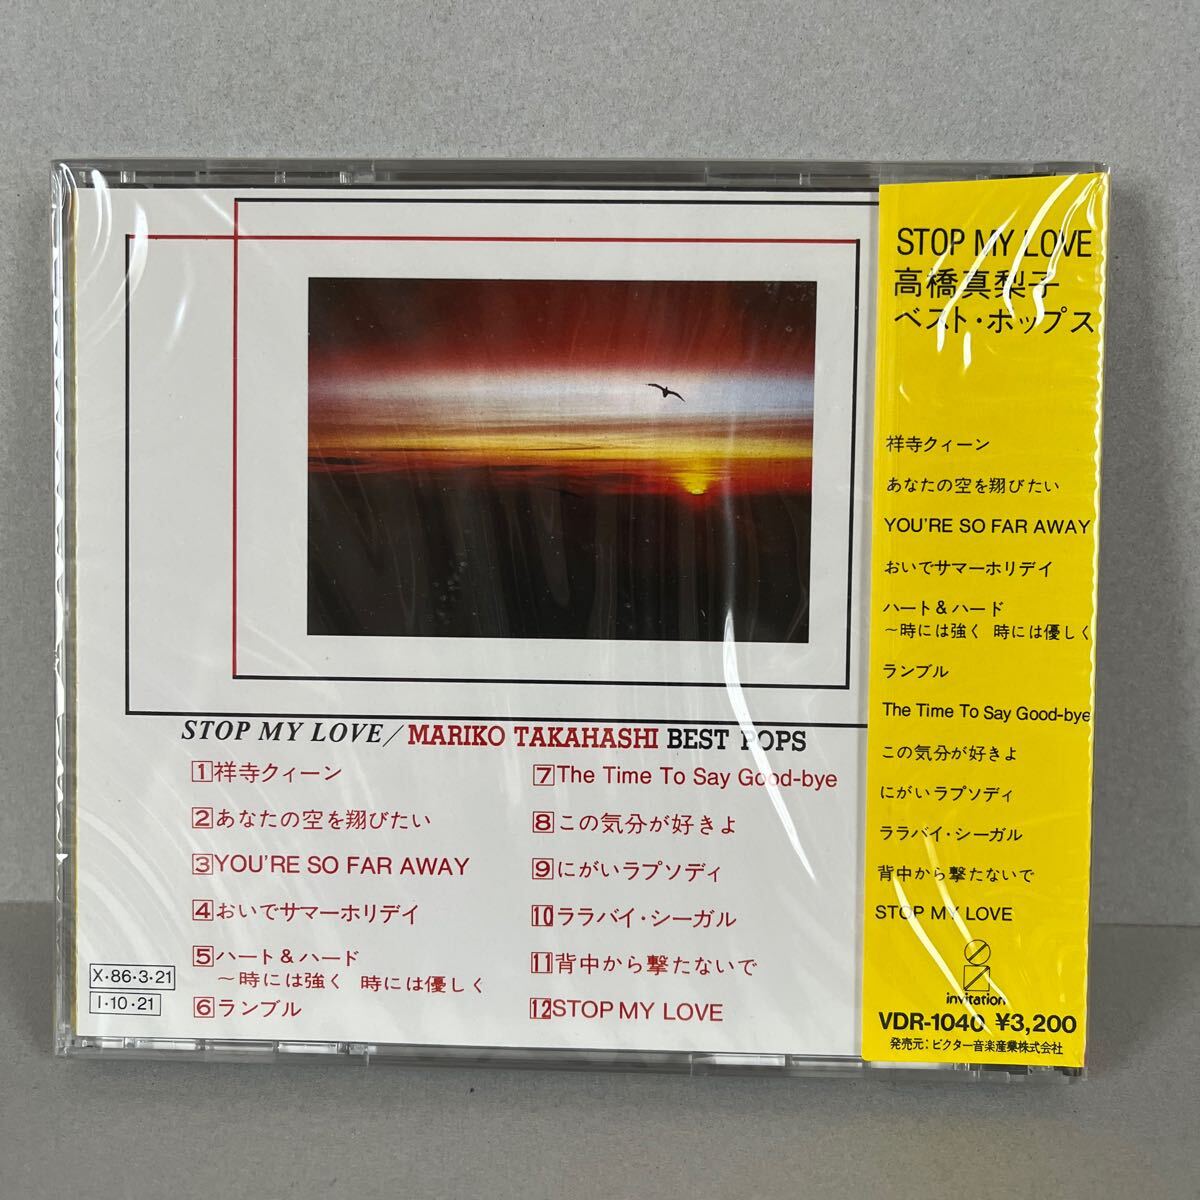 STOP MY LOVE/MARIKO TAKAHASHI BEST POPS
1 祥寺クィーン
2 あなたの空を翔びたい
3 YOU'RE SO FAR AWAY
4 おいでサマーホリデイ
5 ハート&ハード
~時には強く 時には優しく
6 ランブル
7 The Time To Say Good-bye
8 この気分が好きよ
9 にがいラプソディ
10 ララバイ・シーガル
11 背中から撃たないで
12 STOP MY LOVE
X・86・3・21
I・10・21
STOP MY LOVE
高橋真梨子
ベスト・ポップス
祥寺クィーン
あなたの空を翔びたい
YOU'RE SO FAR AWAY
おいでサマーホリデイ
ハート&ハード
~時には強く 時には優しく
ランブル
The Time To Say Good-bye
この気分が好きよ
にがいラプソディ
ララバイ・シーガル
背中から撃たないで
STOP MY LOVE
invitation
VDR-1040 ¥3,200
発売元:ビクター音楽産業株式会社